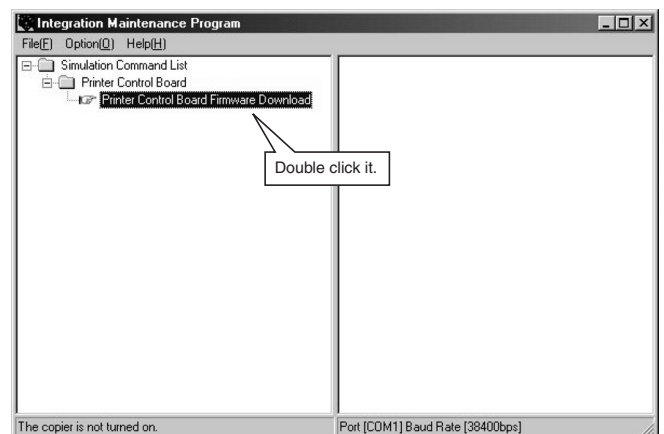 Integration Maintenance Program
File(F) Option(O) Help(H)
Simulation Command List
Printer Control Board
Printer Control Board Firmware Download
Double click it.
The copier is not turned on.
Port [COM1] Baud Rate [38400bps]